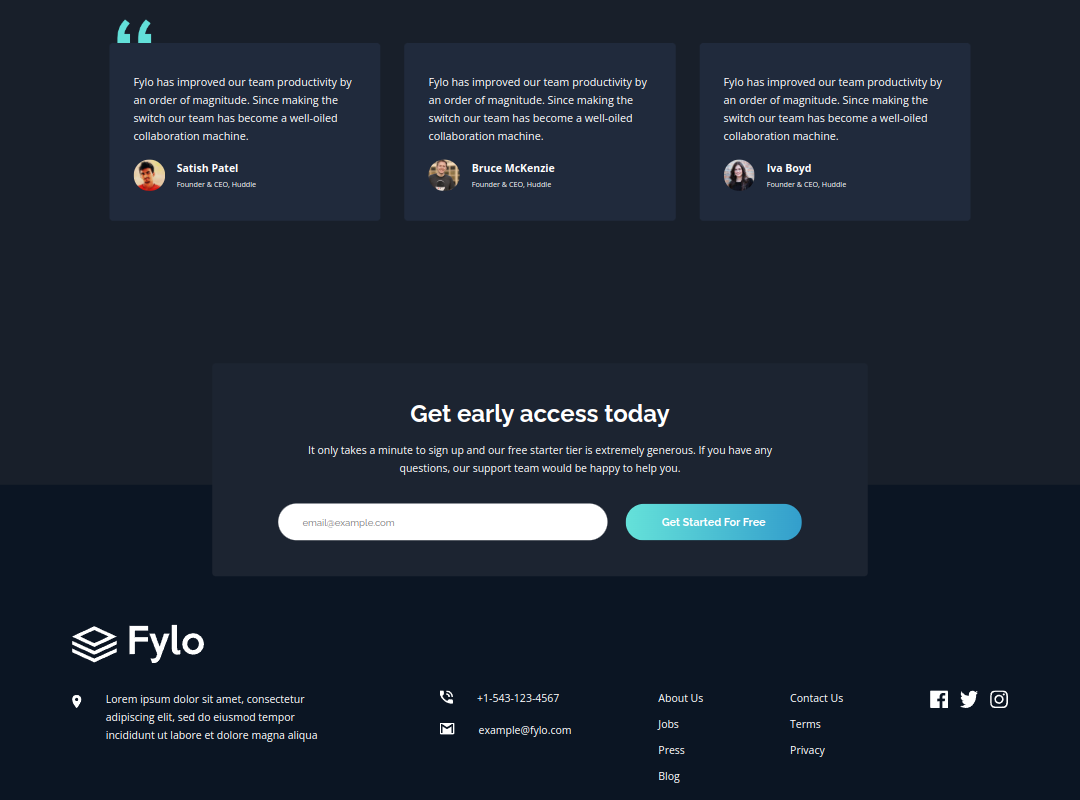 Fylo has improved our team productivity by
an order of magnitude. Since making the
switch our team has become a well-oiled
collaboration machine.
Satish Patel
Founder & CEO, Huddle
Fylo has improved our team productivity by
an order of magnitude. Since making the
switch our team has become a well-oiled
collaboration machine.
Bruce McKenzie
Founder & CEO, Huddle
Fylo has improved our team productivity by
an order of magnitude. Since making the
switch our team has become a well-oiled
collaboration machine.
Iva Boyd
Founder & CEO, Huddle
Get early access today
It only takes a minute to sign up and our free starter tier is extremely generous. If you have any
questions, our support team would be happy to help you.
email@example.com
Get Started For Free
Fylo
Lorem ipsum dolor sit amet, consectetur
adipiscing elit, sed do eiusmod tempor
incididunt ut labore et dolore magna aliqua
+1-543-123-4567
example@fylo.com
About Us
Jobs
Press
Blog
Contact Us
Terms
Privacy